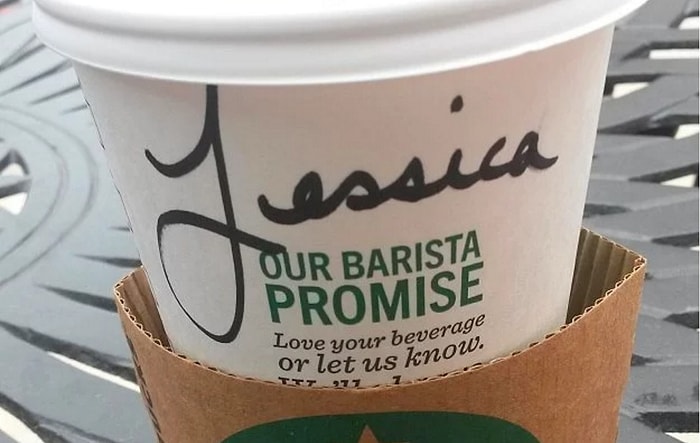 Jessica
OUR BARISTA
PROMISE
Love your beverage
or let us know.